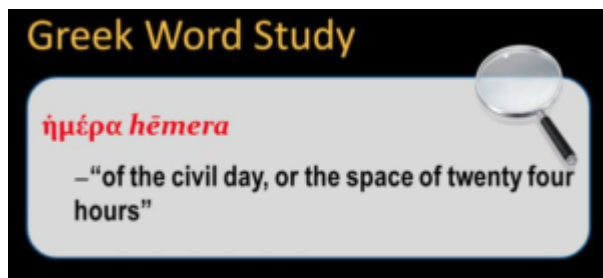 Greek Word Study
ἡμέρα hēmera
–“of the civil day, or the space of twenty four
hours”